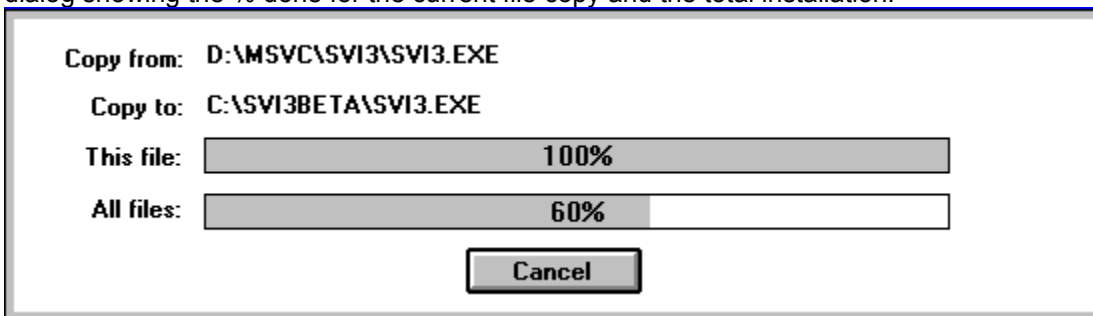 dialog showing the % done for the current file copy and the total installation.
Copy from: D:\MSVC\SVI3\SVI3.EXE
Copy to: C:\SVI3BETA\SVI3.EXE
This file: 100%
All files: 60%
Cancel